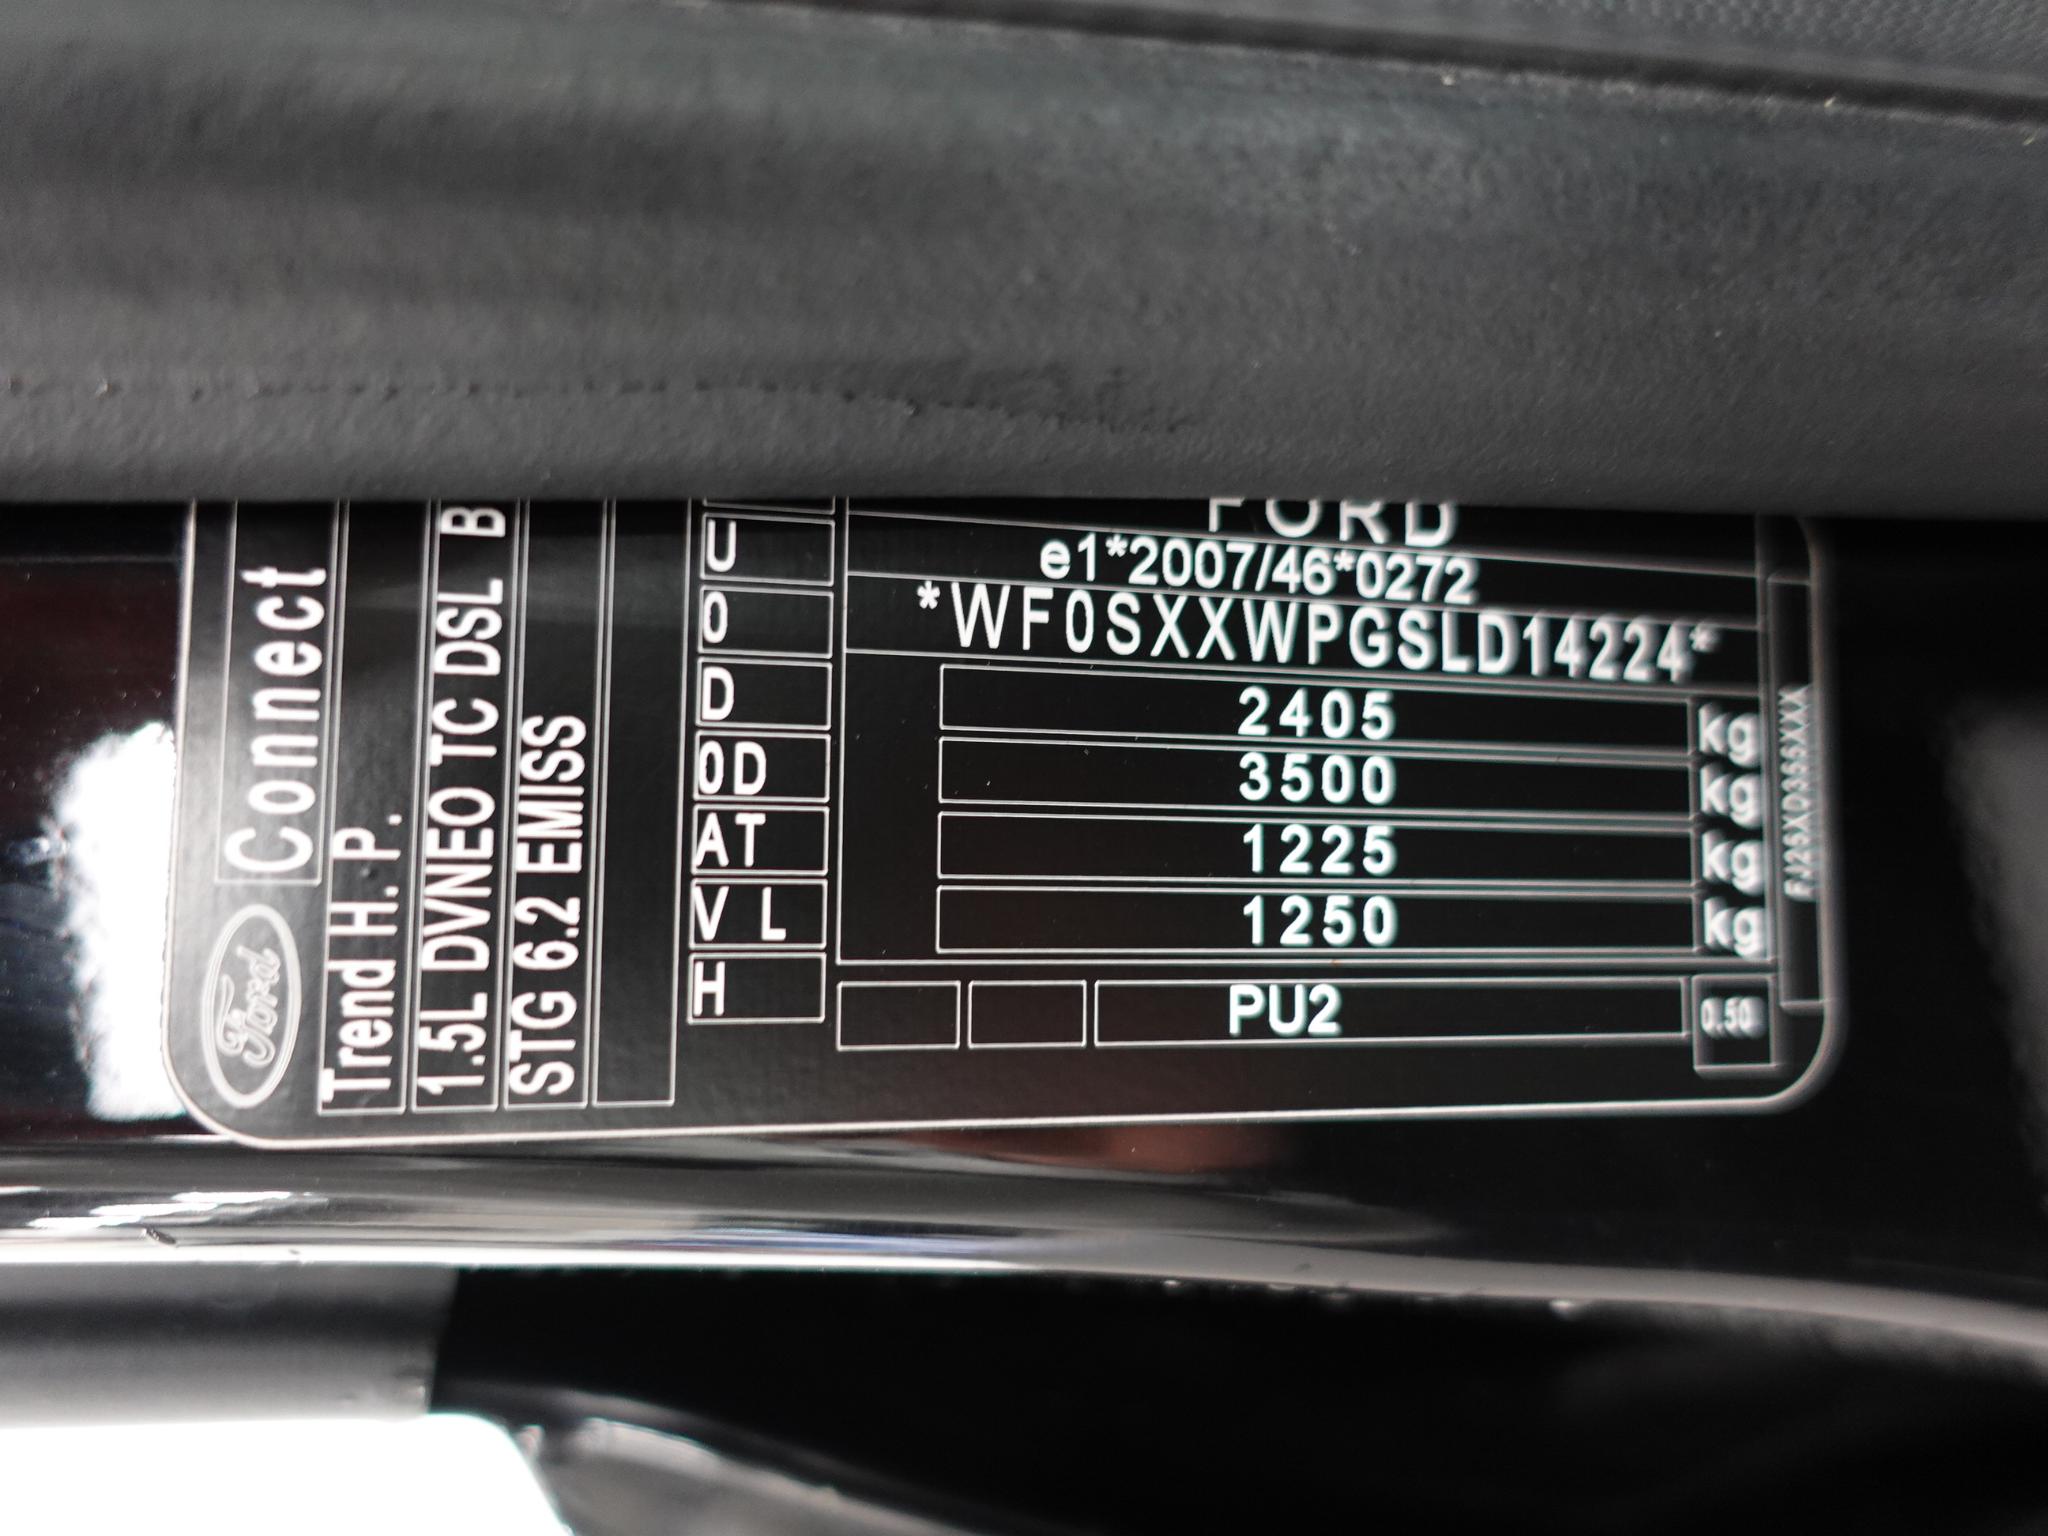 FORD
e1*2007/46*0272
*WF0SXXWPGSLD14224*
2405 kg
3500 kg
1225 kg
1250 kg
PU2
0.50
U
0
D
0D
AT
V L
H
Ford
Connect
Trend H.P.
1.5L DVNEO TC DSL B
STG 6.2 EMISS